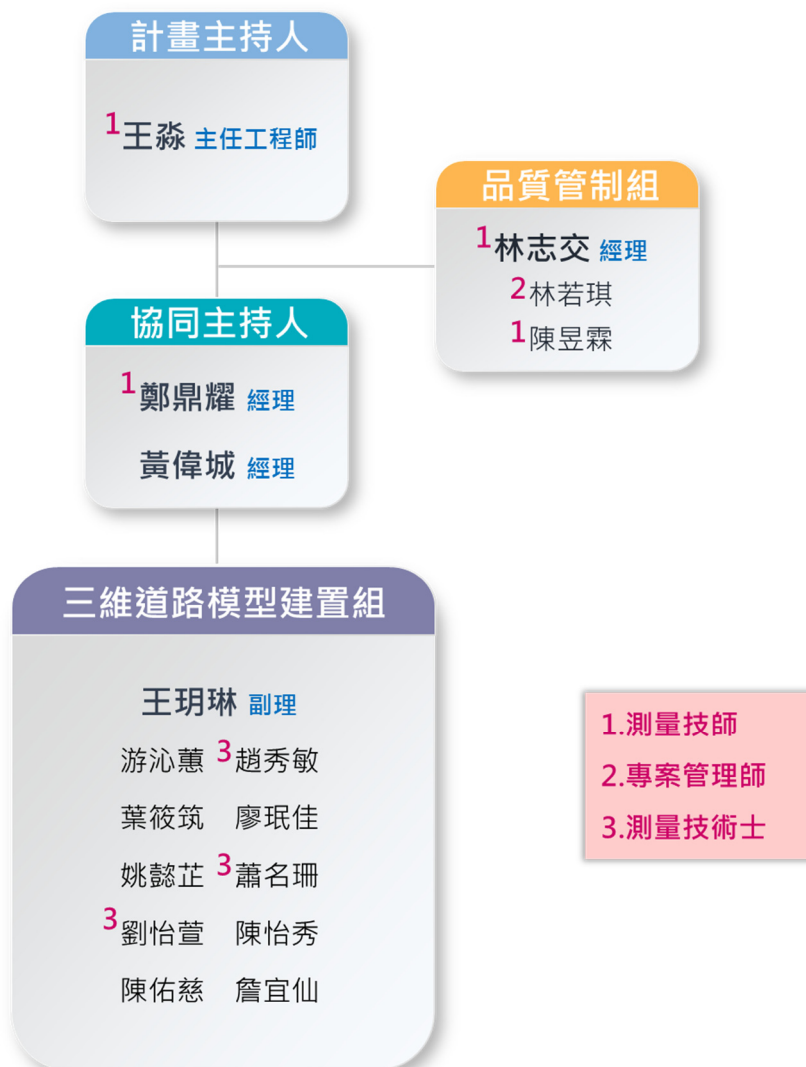 計畫主持人
1王淼 主任工程師
品質管制組
1林志交 經理
2林若琪
1陳昱霖
協同主持人
1鄭鼎耀 經理
黃偉城 經理
三維道路模型建置組
王玥琳 副理
游沁蕙 3趙秀敏
葉筱筑 廖珉佳
姚懿芷 3蕭名珊
3劉怡萱 陳怡秀
陳佑慈 詹宜仙
1.測量技師
2.專案管理師
3.測量技術士